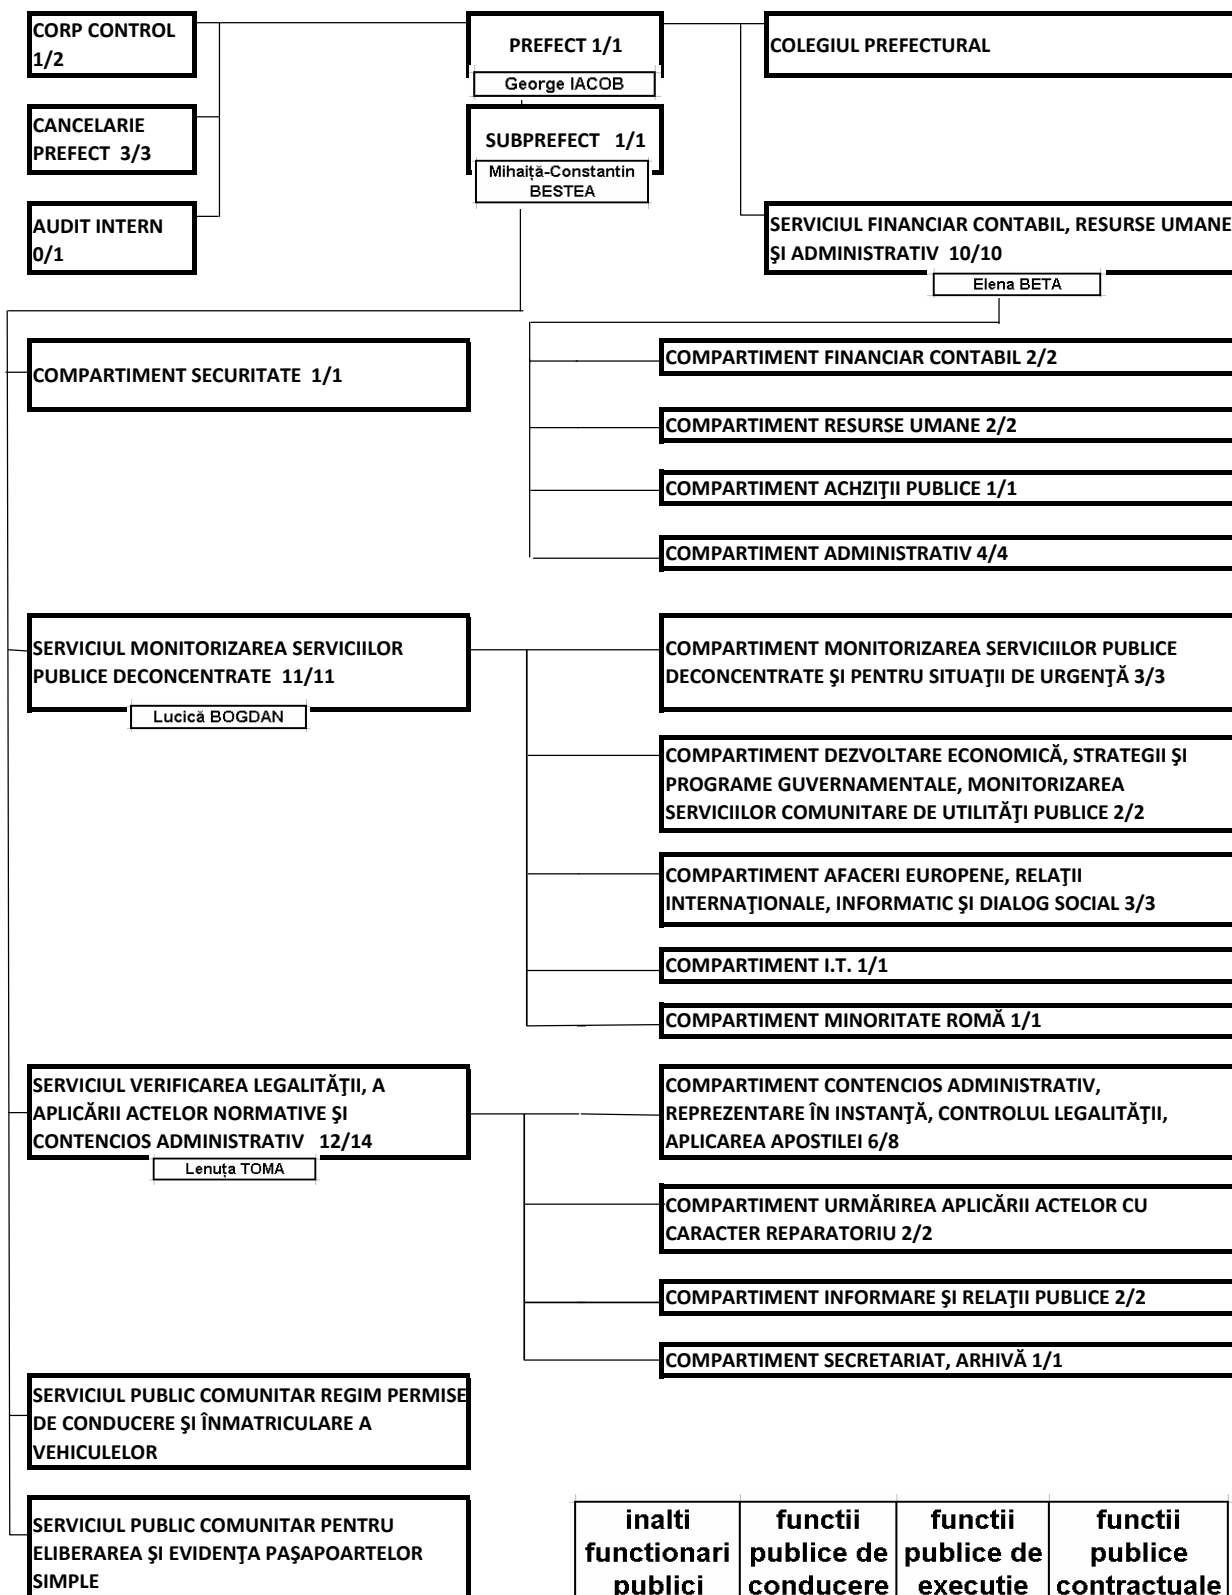 CORP CONTROL
1/2
PREFECT 1/1
George IACOB
COLEGIUL PREFECTURAL
CANCELARIE
PREFECT 3/3
SUBPREFECT 1/1
Mihaiță-Constantin
BESTEA
AUDIT INTERN
0/1
SERVICIUL FINANCIAR CONTABIL, RESURSE UMANE
ŞI ADMINISTRATIV 10/10
Elena BETA
COMPARTIMENT SECURITATE 1/1
COMPARTIMENT FINANCIAR CONTABIL 2/2
COMPARTIMENT RESURSE UMANE 2/2
COMPARTIMENT ACHZIŢII PUBLICE 1/1
COMPARTIMENT ADMINISTRATIV 4/4
SERVICIUL MONITORIZAREA SERVICIILOR
PUBLICE DECONCENTRATE 11/11
Lucică BOGDAN
COMPARTIMENT MONITORIZAREA SERVICIILOR PUBLICE
DECONCENTRATE ŞI PENTRU SITUAŢII DE URGENŢĂ 3/3
COMPARTIMENT DEZVOLTARE ECONOMICĂ, STRATEGII ŞI
PROGRAME GUVERNAMENTALE, MONITORIZAREA
SERVICIILOR COMUNITARE DE UTILITĂŢI PUBLICE 2/2
COMPARTIMENT AFACERI EUROPENE, RELAŢII
INTERNAŢIONALE, INFORMATIC ŞI DIALOG SOCIAL 3/3
COMPARTIMENT I.T. 1/1
COMPARTIMENT MINORITATE ROMĂ 1/1
SERVICIUL VERIFICAREA LEGALITĂŢII, A
APLICĂRII ACTELOR NORMATIVE ŞI
CONTENCIOS ADMINISTRATIV 12/14
Lenuța TOMA
COMPARTIMENT CONTENCIOS ADMINISTRATIV,
REPREZENTARE ÎN INSTANŢĂ, CONTROLUL LEGALITĂŢII,
APLICAREA APOSTILEI 6/8
COMPARTIMENT URMĂRIREA APLICĂRII ACTELOR CU
CARACTER REPARATORIU 2/2
COMPARTIMENT INFORMARE ŞI RELAŢII PUBLICE 2/2
COMPARTIMENT SECRETARIAT, ARHIVĂ 1/1
SERVICIUL PUBLIC COMUNITAR REGIM PERMISE
DE CONDUCERE ŞI ÎNMATRICULARE A
VEHICULELOR
SERVICIUL PUBLIC COMUNITAR PENTRU
ELIBERAREA ŞI EVIDENŢA PAŞAPOARTELOR
SIMPLE
inalti
functionari
publici
functii
publice de
conducere
functii
publice de
executie
functii
publice
contractuale